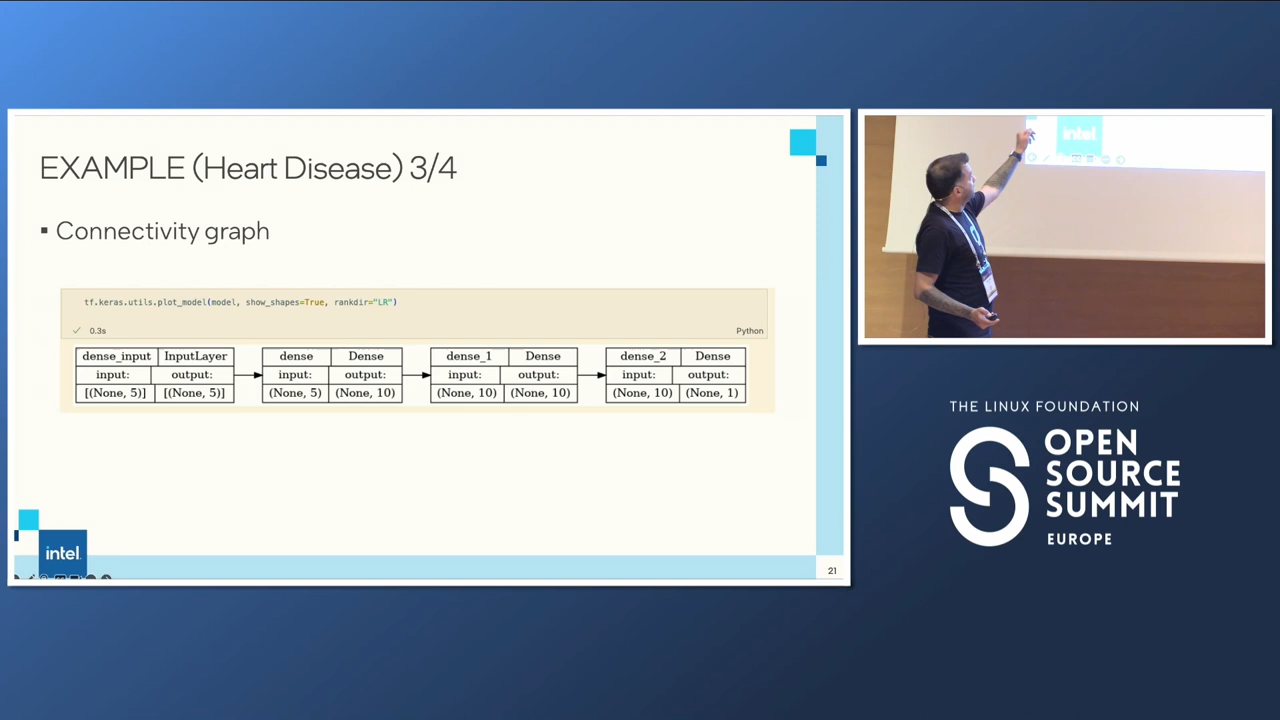 EXAMPLE (Heart Disease) 3/4
▪ Connectivity graph
tf.keras.utils.plot_model(model, show_shapes=True, rankdir="LR")
✓ 0.3s
Python
dense_input InputLayer
input: output:
[(None, 5)] [(None, 5)]
dense Dense
input: output:
(None, 5) (None, 10)
dense_1 Dense
input: output:
(None, 10) (None, 10)
dense_2 Dense
input: output:
(None, 10) (None, 1)
intel.
21
intel
THE LINUX FOUNDATION
OPEN
SOURCE
SUMMIT
EUROPE